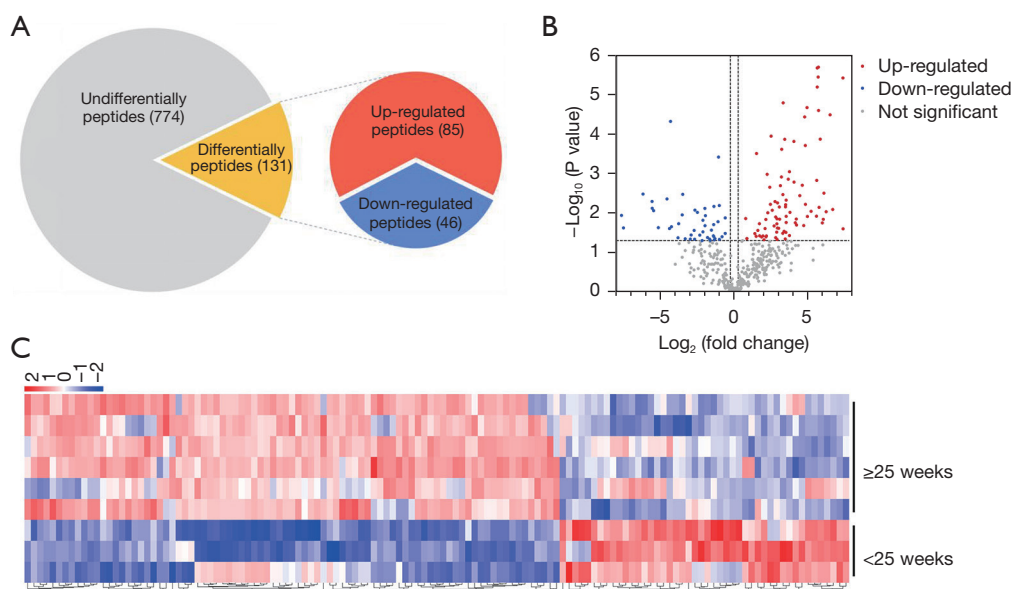 A
Undifferentially
peptides (774)
Differentially
peptides (131)
Up-regulated
peptides (85)
Down-regulated
peptides (46)
B
6
5
4
3
2
1
0
−Log₁₀ (P value)
−5
0
5
Log₂ (fold change)
Up-regulated
Down-regulated
Not significant
C
2
1
0
-1
-2
≥25 weeks
<25 weeks